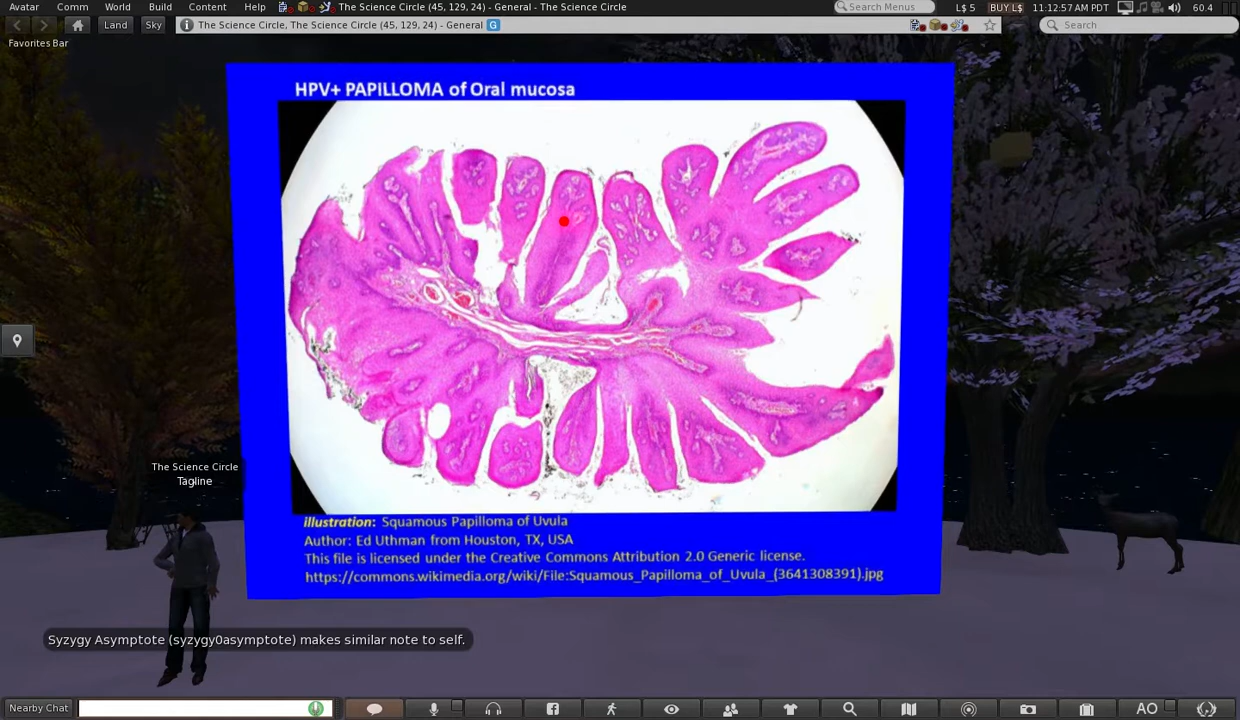 Avatar Comm World Build Content Help The Science Circle (45, 129, 24) - General - The Science Circle Search Menus L$ 5 BUY L$ 11:12:57 AM PDT 60.4
Land Sky The Science Circle, The Science Circle (45, 129, 24) - General G Search
Favorites Bar
HPV+ PAPILLOMA of Oral mucosa
The Science Circle
Tagline
illustration: Squamous Papilloma of Uvula
Author: Ed Uthman from Houston, TX, USA
This file is licensed under the Creative Commons Attribution 2.0 Generic license.
https://commons.wikimedia.org/wiki/File:Squamous_Papilloma_of_Uvula_(3641308391).jpg
Syzygy Asymptote (syzygy0asymptote) makes similar note to self.
Nearby Chat AO